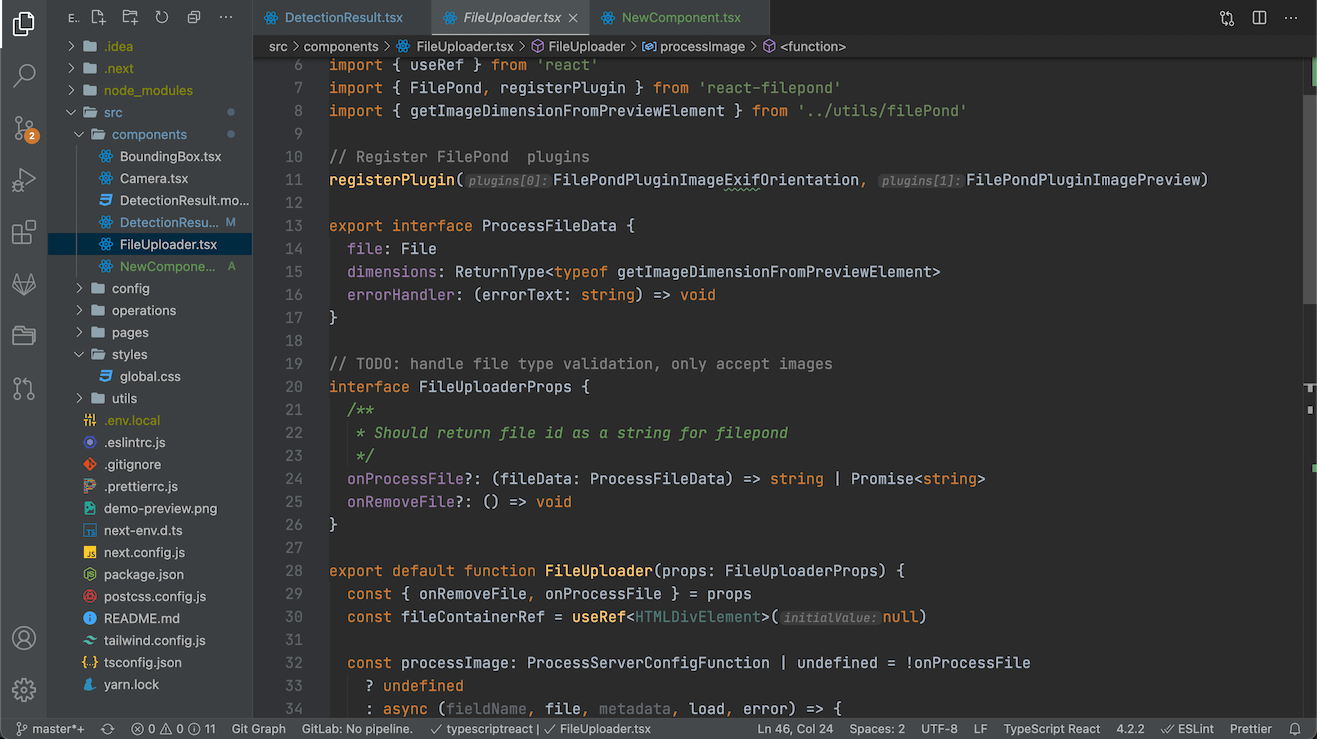 E..
DetectionResult.tsx
FileUploader.tsx
NewComponent.tsx
src > components > FileUploader.tsx > FileUploader > processImage > <function>
.idea
.next
node_modules
src
components
BoundingBox.tsx
Camera.tsx
DetectionResult.mo...
DetectionResu... M
FileUploader.tsx
NewCompone... A
config
operations
pages
styles
global.css
utils
.env.local
.eslintrc.js
.gitignore
.prettierrc.js
demo-preview.png
next-env.d.ts
next.config.js
package.json
postcss.config.js
README.md
tailwind.config.js
tsconfig.json
yarn.lock
2
6 import { useRef } from 'react'
7 import { FilePond, registerPlugin } from 'react-filepond'
8 import { getImageDimensionFromPreviewElement } from '../utils/filePond'
9
10 // Register FilePond  plugins
11 registerPlugin(plugins[0]:FilePondPluginImageExifOrientation, plugins[1]:FilePondPluginImagePreview)
12
13 export interface ProcessFileData {
14   file: File
15   dimensions: ReturnType<typeof getImageDimensionFromPreviewElement>
16   errorHandler: (errorText: string) => void
17 }
18
19 // TODO: handle file type validation, only accept images
20 interface FileUploaderProps {
21   /**
22    * Should return file id as a string for filepond
23    */
24   onProcessFile?: (fileData: ProcessFileData) => string | Promise<string>
25   onRemoveFile?: () => void
26 }
27
28 export default function FileUploader(props: FileUploaderProps) {
29   const { onRemoveFile, onProcessFile } = props
30   const fileContainerRef = useRef<HTMLDivElement>(initialValue:null)
31
32   const processImage: ProcessServerConfigFunction | undefined = !onProcessFile
33     ? undefined
34     : async (fieldName, file, metadata, load, error) => {
master*+ 0 0 11 Git Graph GitLab: No pipeline. typescriptreact | FileUploader.tsx Ln 46, Col 24 Spaces: 2 UTF-8 LF TypeScript React 4.2.2 ESLint Prettier